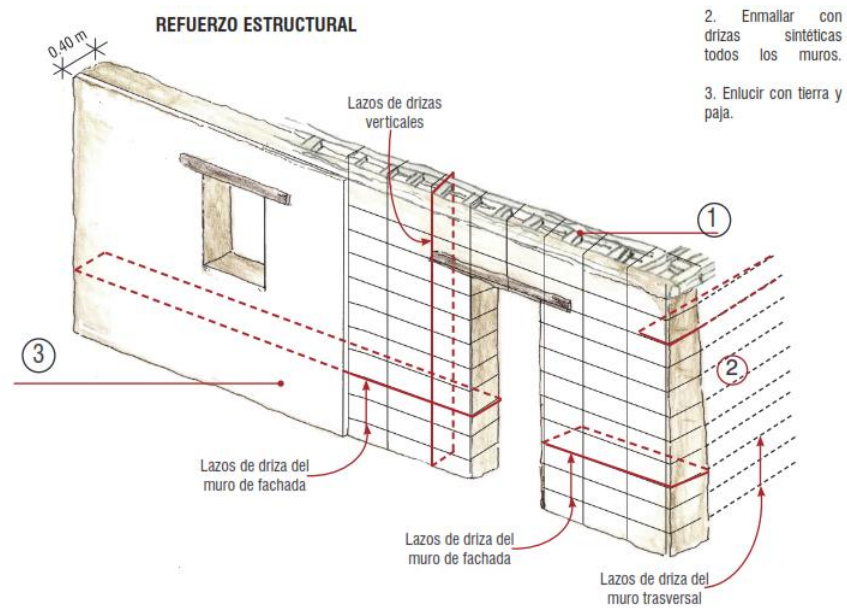 REFUERZO ESTRUCTURAL
2. Enmallar con
drizas sintéticas
todos los muros.
3. Enlucir con tierra y
paja.
0.40 m
Lazos de drizas
verticales
1
2
3
Lazos de driza del
muro de fachada
Lazos de driza del
muro de fachada
Lazos de driza del
muro trasversal